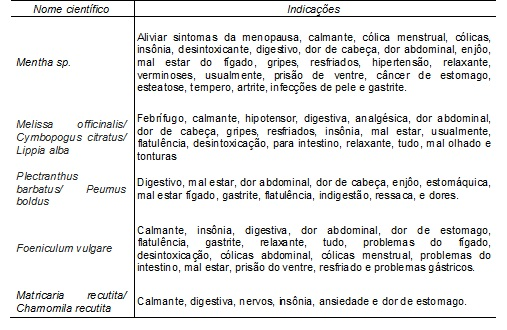 Nome científico Indicações
Mentha sp.
Aliviar sintomas da menopausa, calmante, cólica menstrual, cólicas,
insônia, desintoxicante, digestivo, dor de cabeça, dor abdominal, enjôo,
mal estar do fígado, gripes, resfriados, hipertensão, relaxante,
verminoses, usualmente, prisão de ventre, câncer de estomago,
esteatose, tempero, artrite, infecções de pele e gastrite.
Melissa officinalis/
Cymbopogus citratus/
Lippia alba
Febrífugo, calmante, hipotensor, digestiva, analgésica, dor abdominal,
dor de cabeça, gripes, resfriados, insônia, mal estar, usualmente,
flatulência, desintoxicação, para intestino, relaxante, tudo, mal olhado e
tonturas
Plectranthus
barbatus/ Peumus
boldus
Digestivo, mal estar, dor abdominal, dor de cabeça, enjôo, estomáquica,
mal estar fígado, gastrite, flatulência, indigestão, ressaca, e dores.
Foeniculum vulgare
Calmante, insônia, digestiva, dor abdominal, dor de estomago,
flatulência, gastrite, relaxante, tudo, problemas do fígado,
desintoxicação, cólicas abdominal, cólicas menstrual, problemas do
intestino, mal estar, prisão do ventre, resfriado e problemas gástricos.
Matricaria recutita/
Chamomila recutita
Calmante, digestiva, nervos, insônia, ansiedade e dor de estomago.